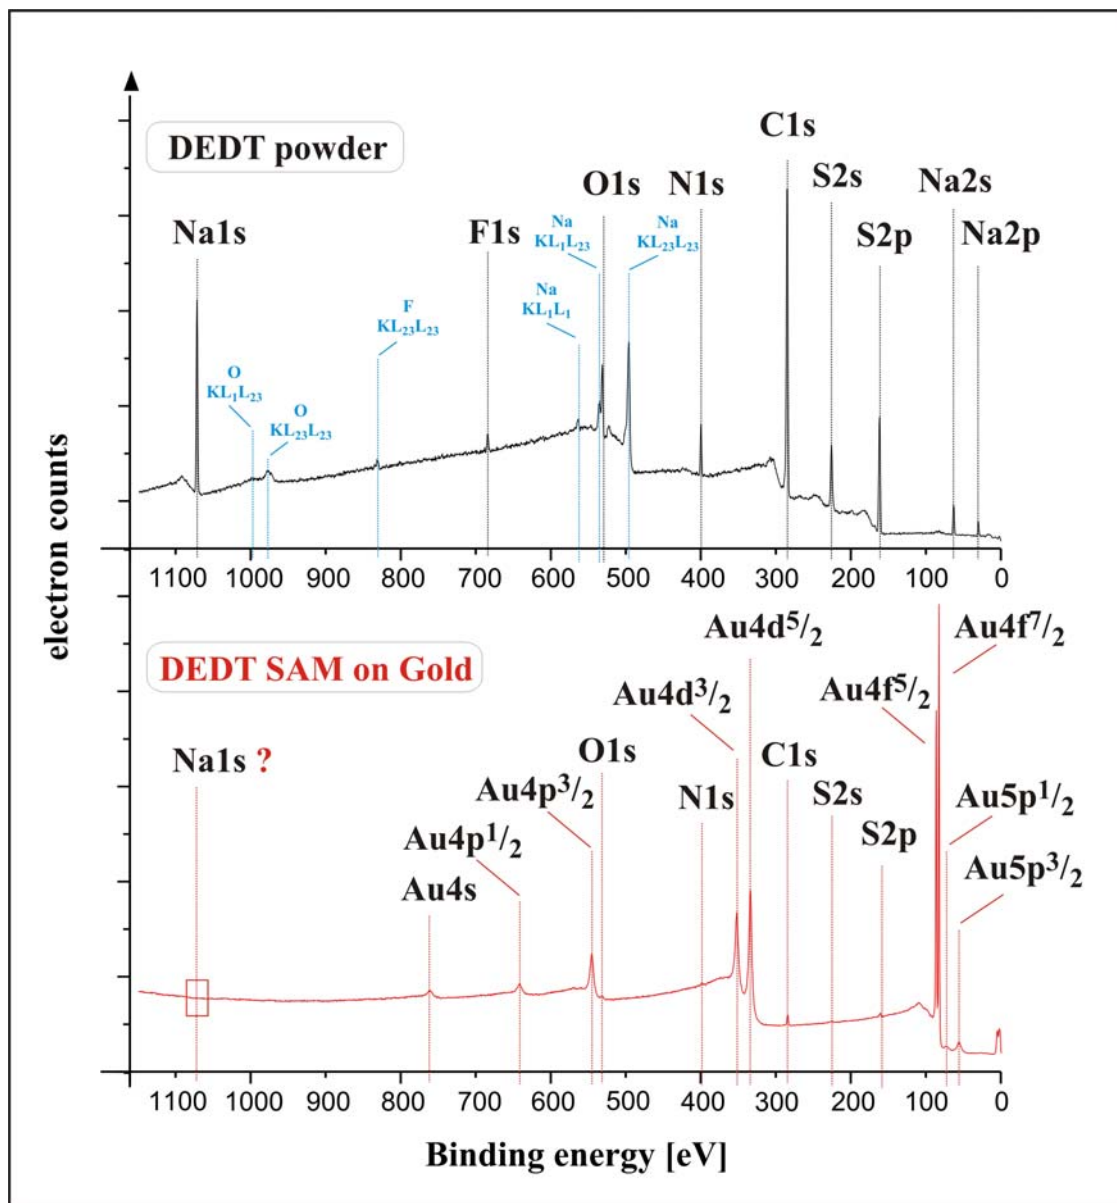 C1s
DEDT powder
O1s
N1s
S2s
Na2s
Na1s
F1s
Na
KL₁L₂₃
Na
KL₂₃L₂₃
S2p
Na2p
Na
KL₁L₁
F
KL₂₃L₂₃
O
KL₁L₂₃
O
KL₂₃L₂₃
electron counts
1100 1000 900 800 700 600 500 400 300 200 100 0
DEDT SAM on Gold
Au4d⁵/₂
Au4f⁷/₂
Au4d³/₂
Au4f⁵/₂
Na1s ?
O1s
C1s
Au4p³/₂
N1s
S2s
Au5p¹/₂
Au4p¹/₂
S2p
Au5p³/₂
Au4s
1100 1000 900 800 700 600 500 400 300 200 100 0
Binding energy [eV]